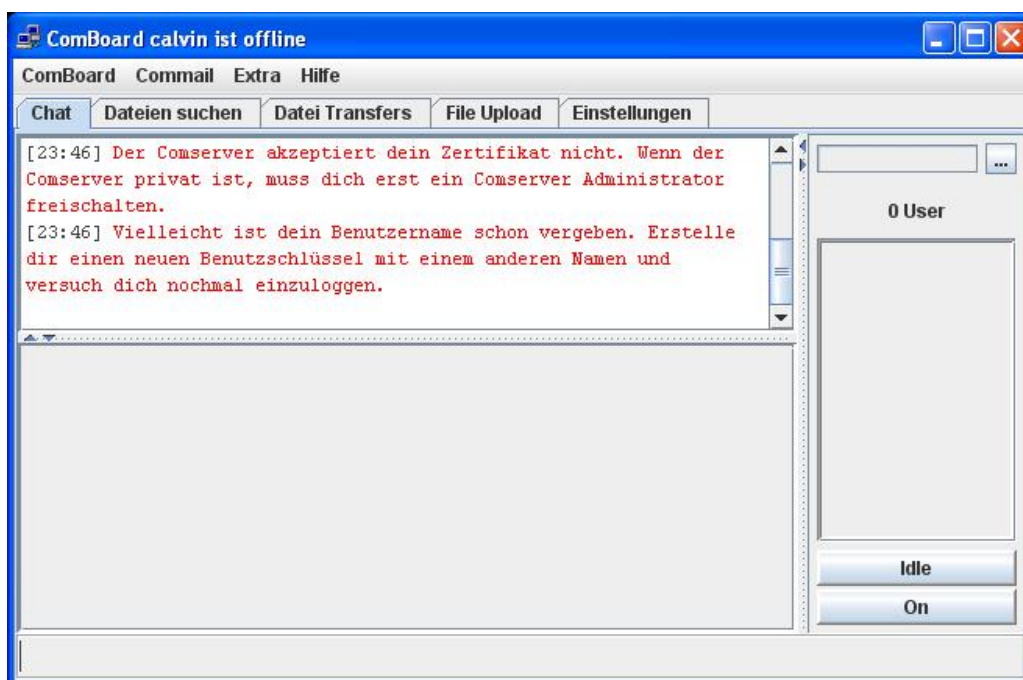 ComBoard calvin ist offline
ComBoard Commail Extra Hilfe
Chat Dateien suchen Datei Transfers File Upload Einstellungen
[23:46] Der Comserver akzeptiert dein Zertifikat nicht. Wenn der
Comserver privat ist, muss dich erst ein Comserver Administrator
freischalten.
[23:46] Vielleicht ist dein Benutzername schon vergeben. Erstelle
dir einen neuen Benutzschlüssel mit einem anderen Namen und
versuch dich nochmal einzuloggen.
...
0 User
Idle
On